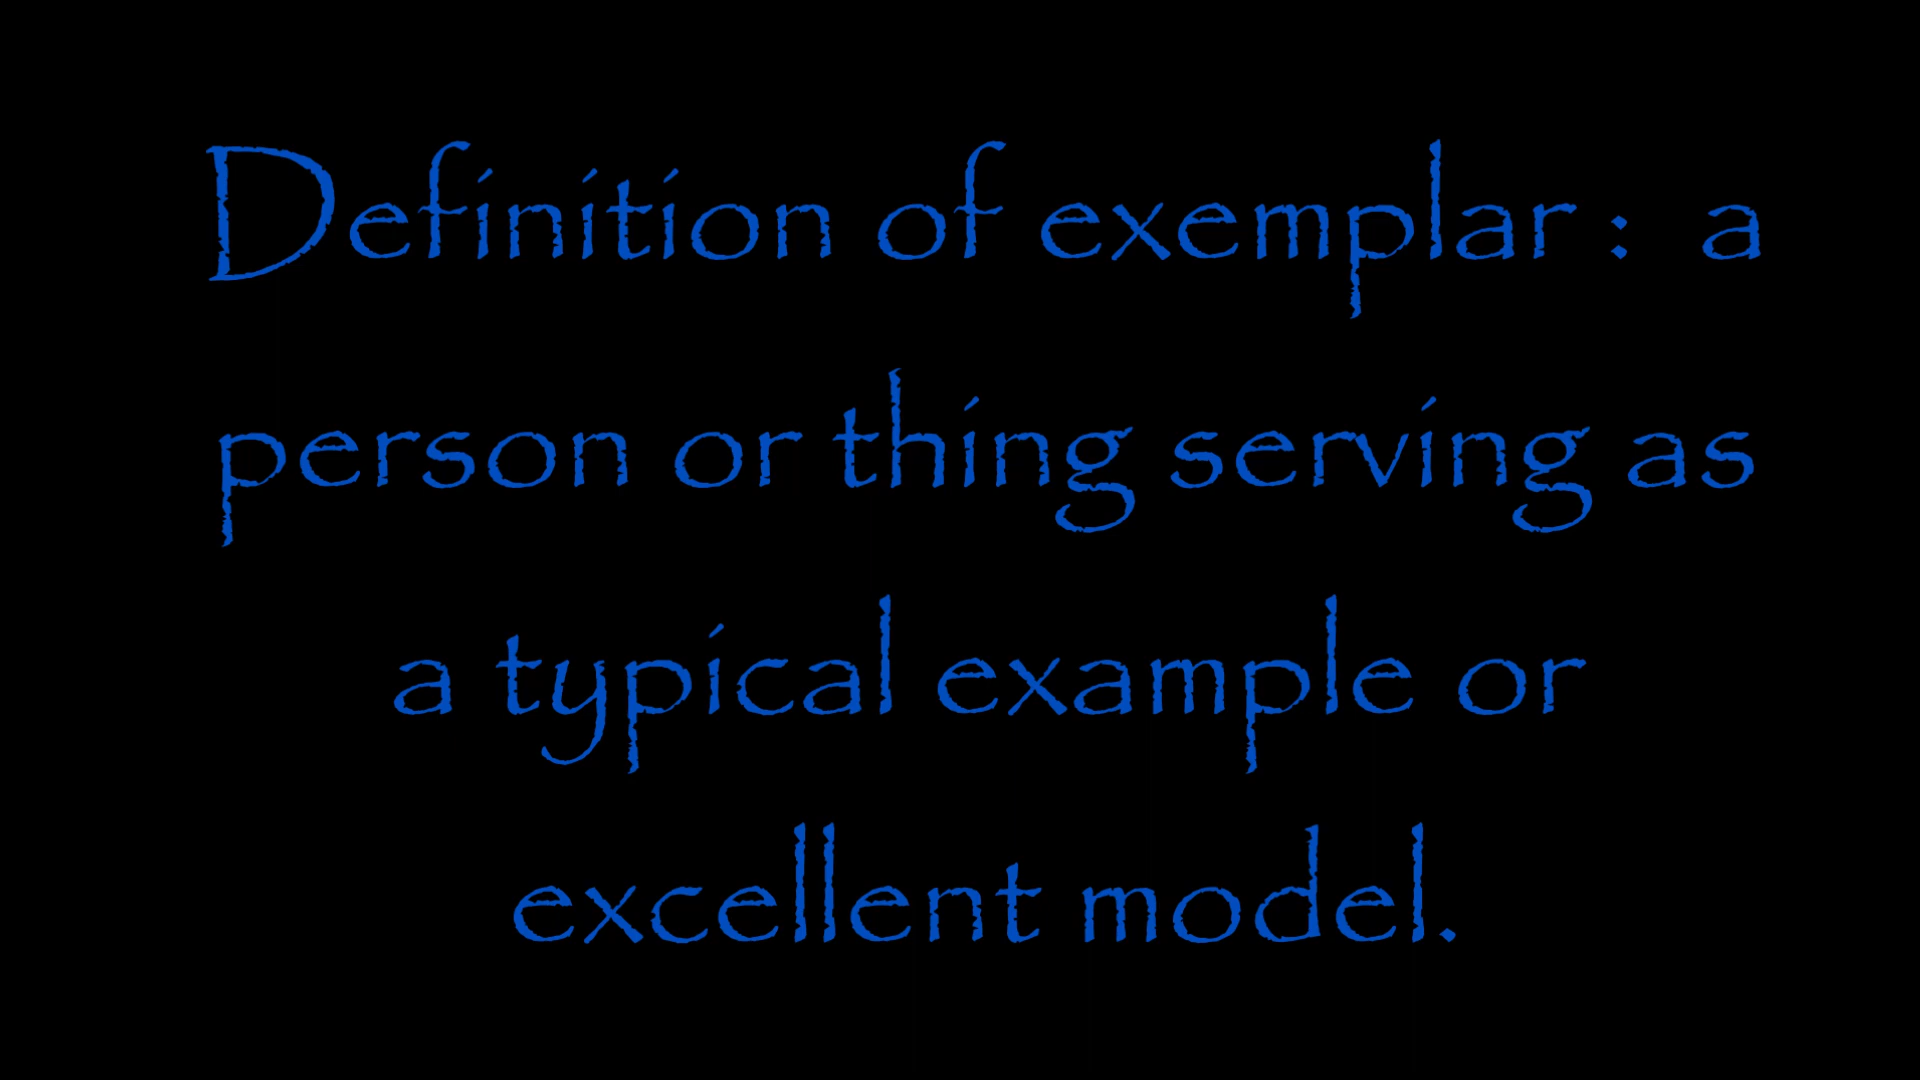 Definition of exemplar : a
person or thing serving as
a typical example or
excellent model.